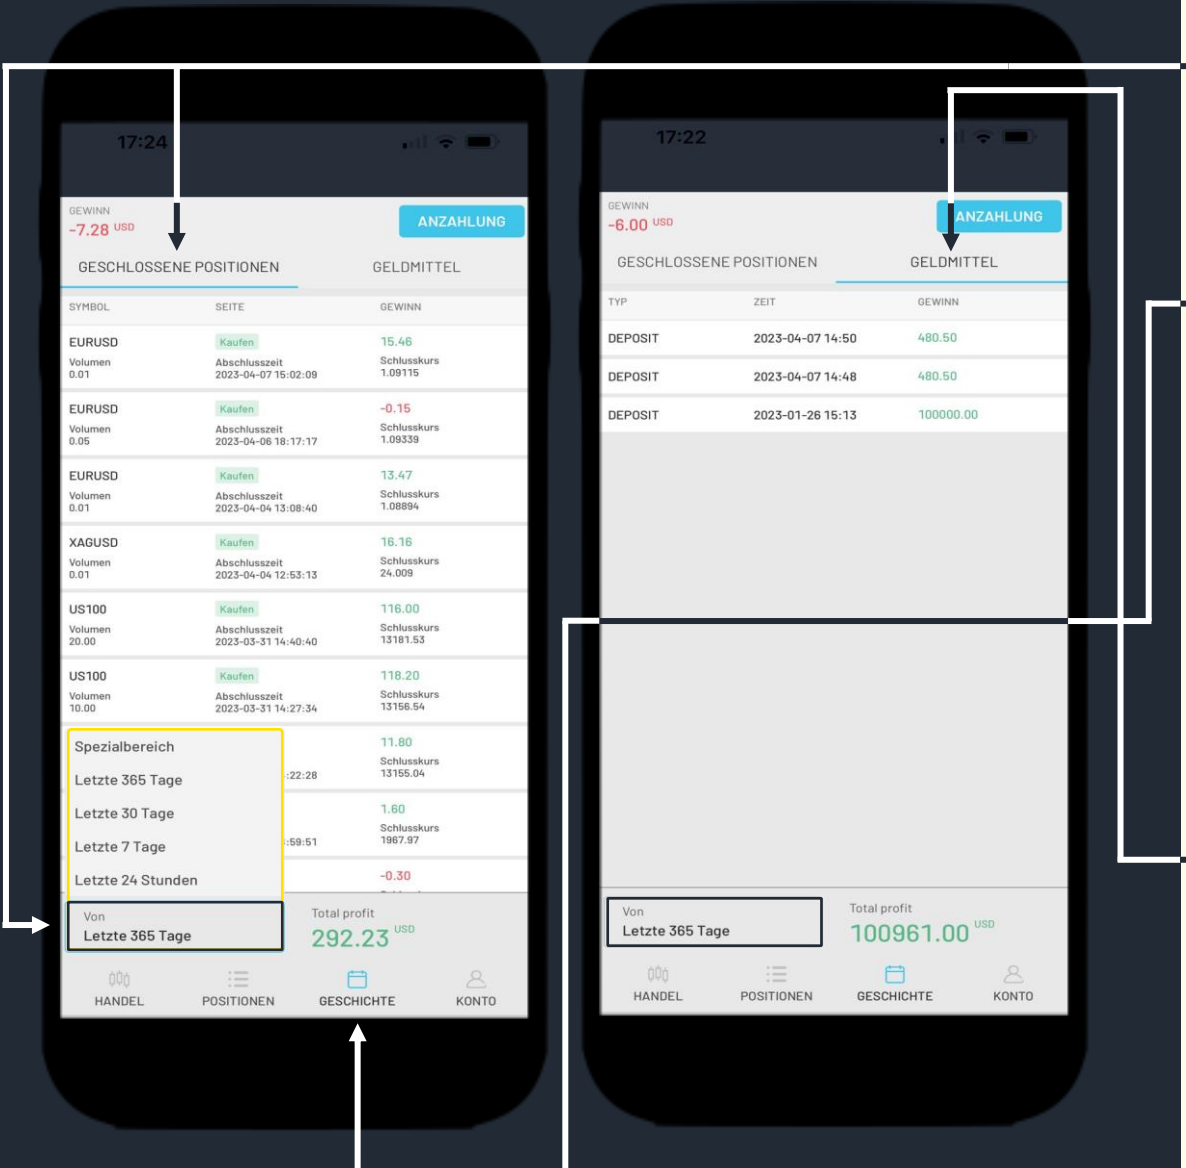 17:24
GEWINN
-7.28 USD
ANZAHLUNG
GESCHLOSSENE POSITIONEN GELDMITTEL
SYMBOL SEITE GEWINN
EURUSD Kaufen 15.46
Volumen Abschlusszeit Schlusskurs
0.01 2023-04-07 15:02:09 1.09115
EURUSD Kaufen -0.15
Volumen Abschlusszeit Schlusskurs
0.05 2023-04-06 18:17:17 1.09339
EURUSD Kaufen 13.47
Volumen Abschlusszeit Schlusskurs
0.01 2023-04-04 13:08:40 1.08894
XAGUSD Kaufen 16.16
Volumen Abschlusszeit Schlusskurs
0.01 2023-04-04 12:53:13 24.009
US100 Kaufen 116.00
Volumen Abschlusszeit Schlusskurs
20.00 2023-03-31 14:40:40 13181.53
US100 Kaufen 118.20
Volumen Abschlusszeit Schlusskurs
10.00 2023-03-31 14:27:34 13156.54
Spezialbereich 11.80
Schlusskurs
Letzte 365 Tage :22:28 13155.04
Letzte 30 Tage 1.60
Schlusskurs
Letzte 7 Tage :59:51 1967.97
Letzte 24 Stunden -0.30
Von Total profit
Letzte 365 Tage 292.23 USD
HANDEL POSITIONEN GESCHICHTE KONTO
17:22
GEWINN
-6.00 USD
ANZAHLUNG
GESCHLOSSENE POSITIONEN GELDMITTEL
TYP ZEIT GEWINN
DEPOSIT 2023-04-07 14:50 480.50
DEPOSIT 2023-04-07 14:48 480.50
DEPOSIT 2023-01-26 15:13 100000.00
Von Total profit
Letzte 365 Tage 100961.00 USD
HANDEL POSITIONEN GESCHICHTE KONTO